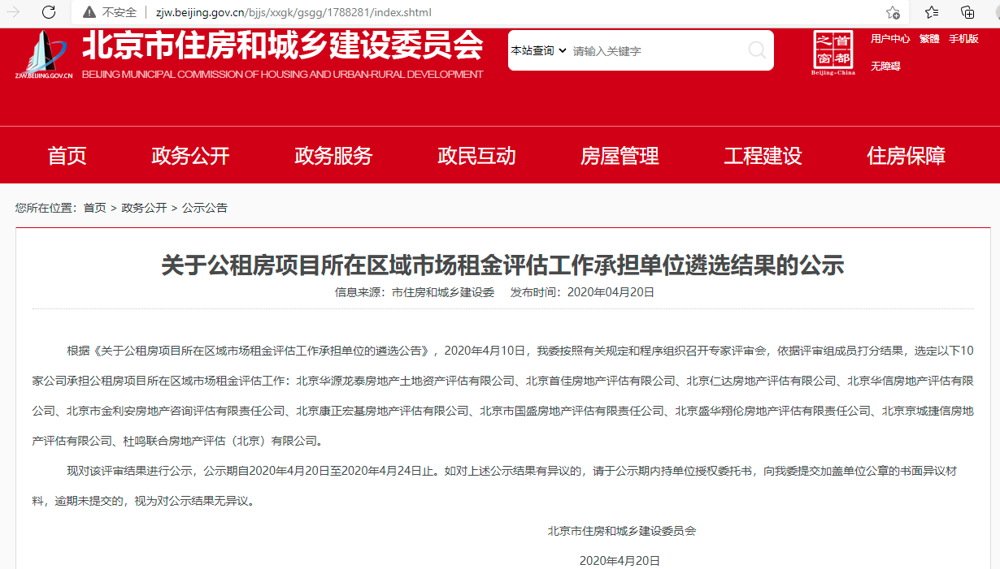 不安全 zjw.beijing.gov.cn/bjjs/xxgk/gsgg/1788281/index.shtml
北京市住房和城乡建设委员会
ZJW.BEIJING.GOV.CN BEIJING MUNICIPAL COMMISSION OF HOUSING AND URBAN-RURAL DEVELOPMENT
本站查询 请输入关键字
首都之窗
Beijing-China
用户中心 繁體 手机版
无障碍
首页 政务公开 政务服务 政民互动 房屋管理 工程建设 住房保障
您所在位置：首页 > 政务公开 > 公示公告
关于公租房项目所在区域市场租金评估工作承担单位遴选结果的公示
信息来源：市住房和城乡建设委 发布时间：2020年04月20日
根据《关于公租房项目所在区域市场租金评估工作承担单位的遴选公告》，2020年4月10日，我委按照有关规定和程序组织召开专家评审会，依据评审组成员打分结果，选定以下10
家公司承担公租房项目所在区域市场租金评估工作：北京华源龙泰房地产土地资产评估有限公司、北京首佳房地产评估有限公司、北京仁达房地产评估有限公司、北京华信房地产评估有限
公司、北京市金利安房地产咨询评估有限责任公司、北京康正宏基房地产评估有限公司、北京市国盛房地产评估有限责任公司、北京盛华翔伦房地产评估有限责任公司、北京京城捷信房地
产评估有限公司、杜鸣联合房地产评估（北京）有限公司。
现对该评审结果进行公示，公示期自2020年4月20日至2020年4月24日止。如对上述公示结果有异议的，请于公示期内持单位授权委托书，向我委提交加盖单位公章的书面异议材
料，逾期未提交的，视为对公示结果无异议。
北京市住房和城乡建设委员会
2020年4月20日